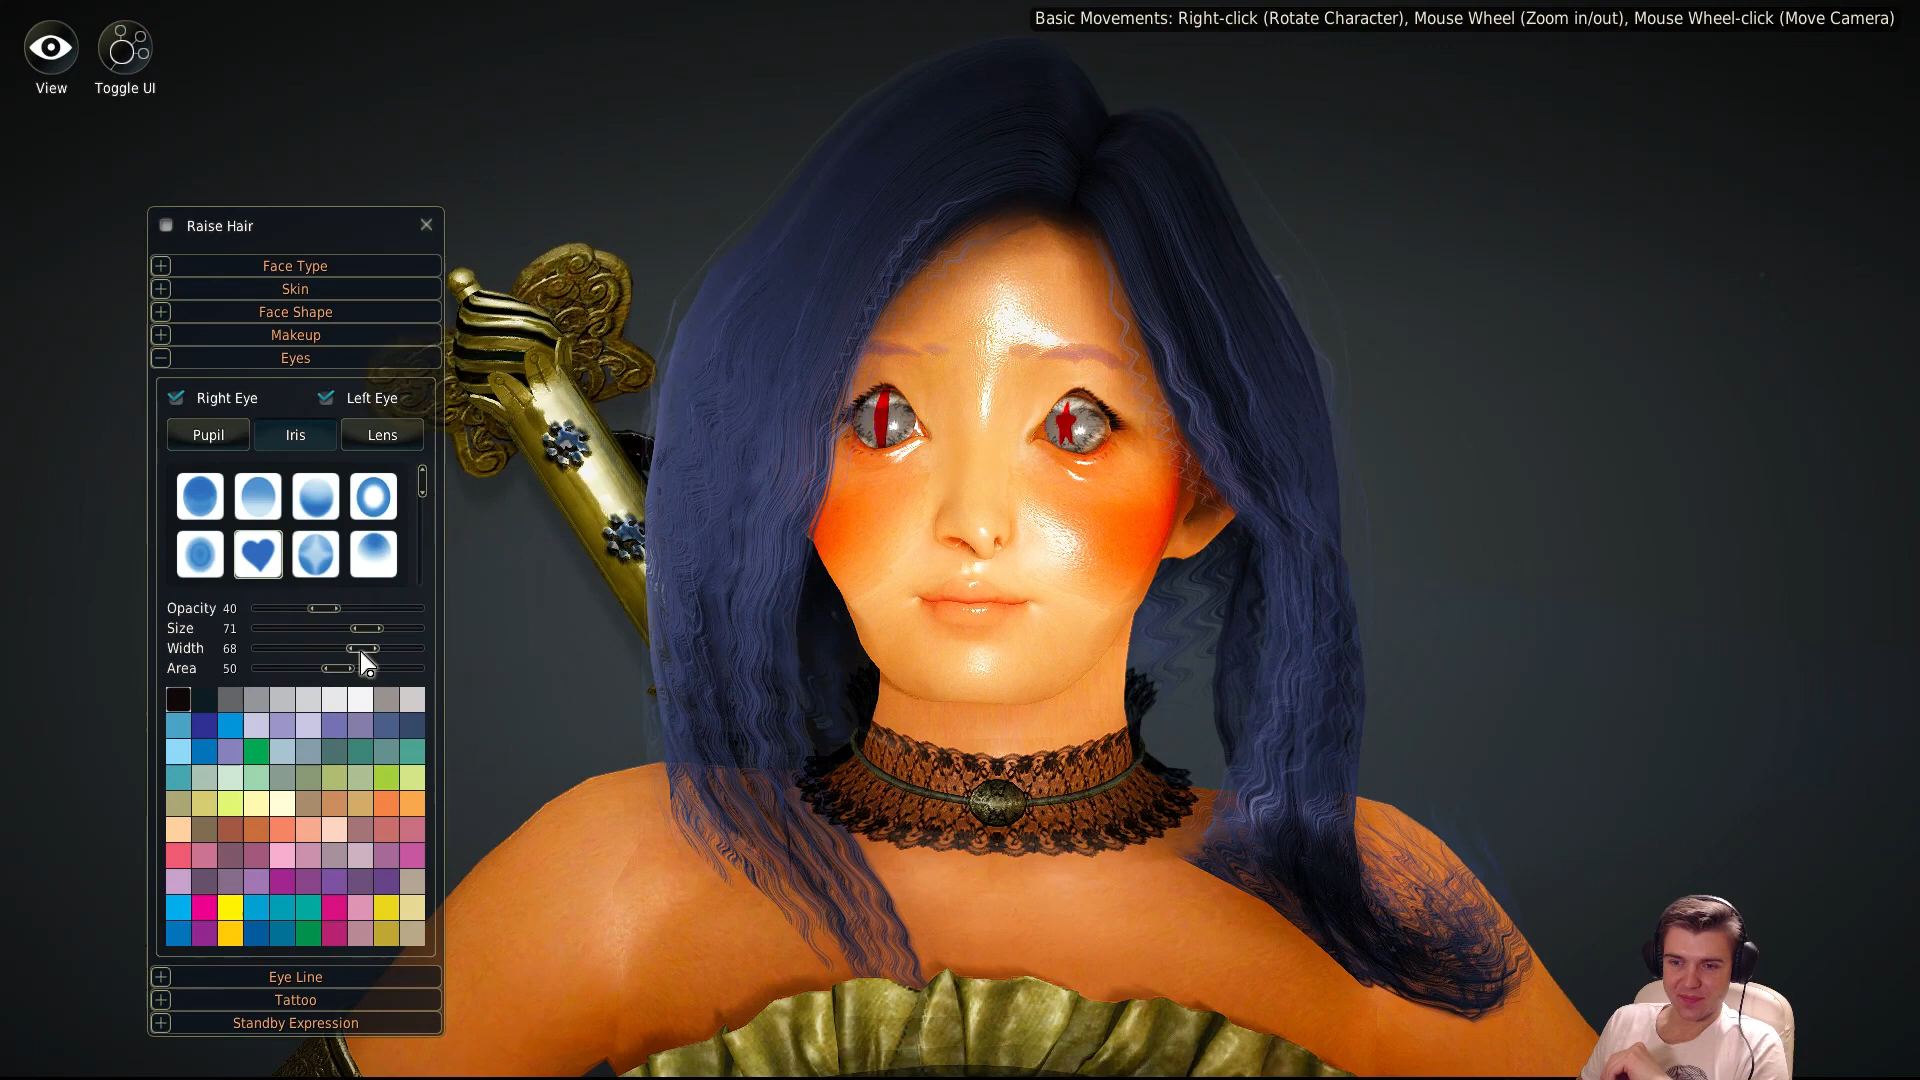 Basic Movements: Right-click (Rotate Character), Mouse Wheel (Zoom in/out), Mouse Wheel-click (Move Camera)
View
Toggle UI
Raise Hair
Face Type
Skin
Face Shape
Makeup
Eyes
Right Eye
Left Eye
Pupil
Iris
Lens
Opacity 40
Size 71
Width 68
Area 50
Eye Line
Tattoo
Standby Expression